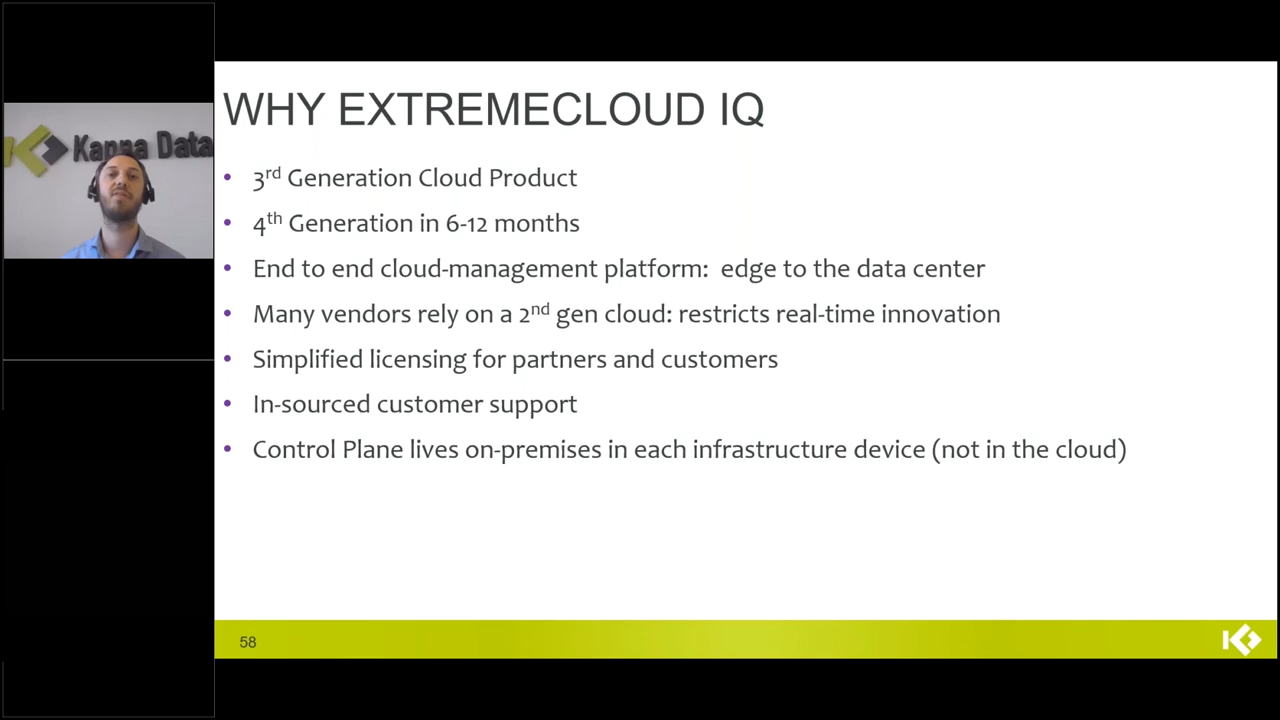 Kappa Data
WHY EXTREMECLOUD IQ
• 3rd Generation Cloud Product
• 4th Generation in 6-12 months
• End to end cloud-management platform: edge to the data center
• Many vendors rely on a 2nd gen cloud: restricts real-time innovation
• Simplified licensing for partners and customers
• In-sourced customer support
• Control Plane lives on-premises in each infrastructure device (not in the cloud)
58